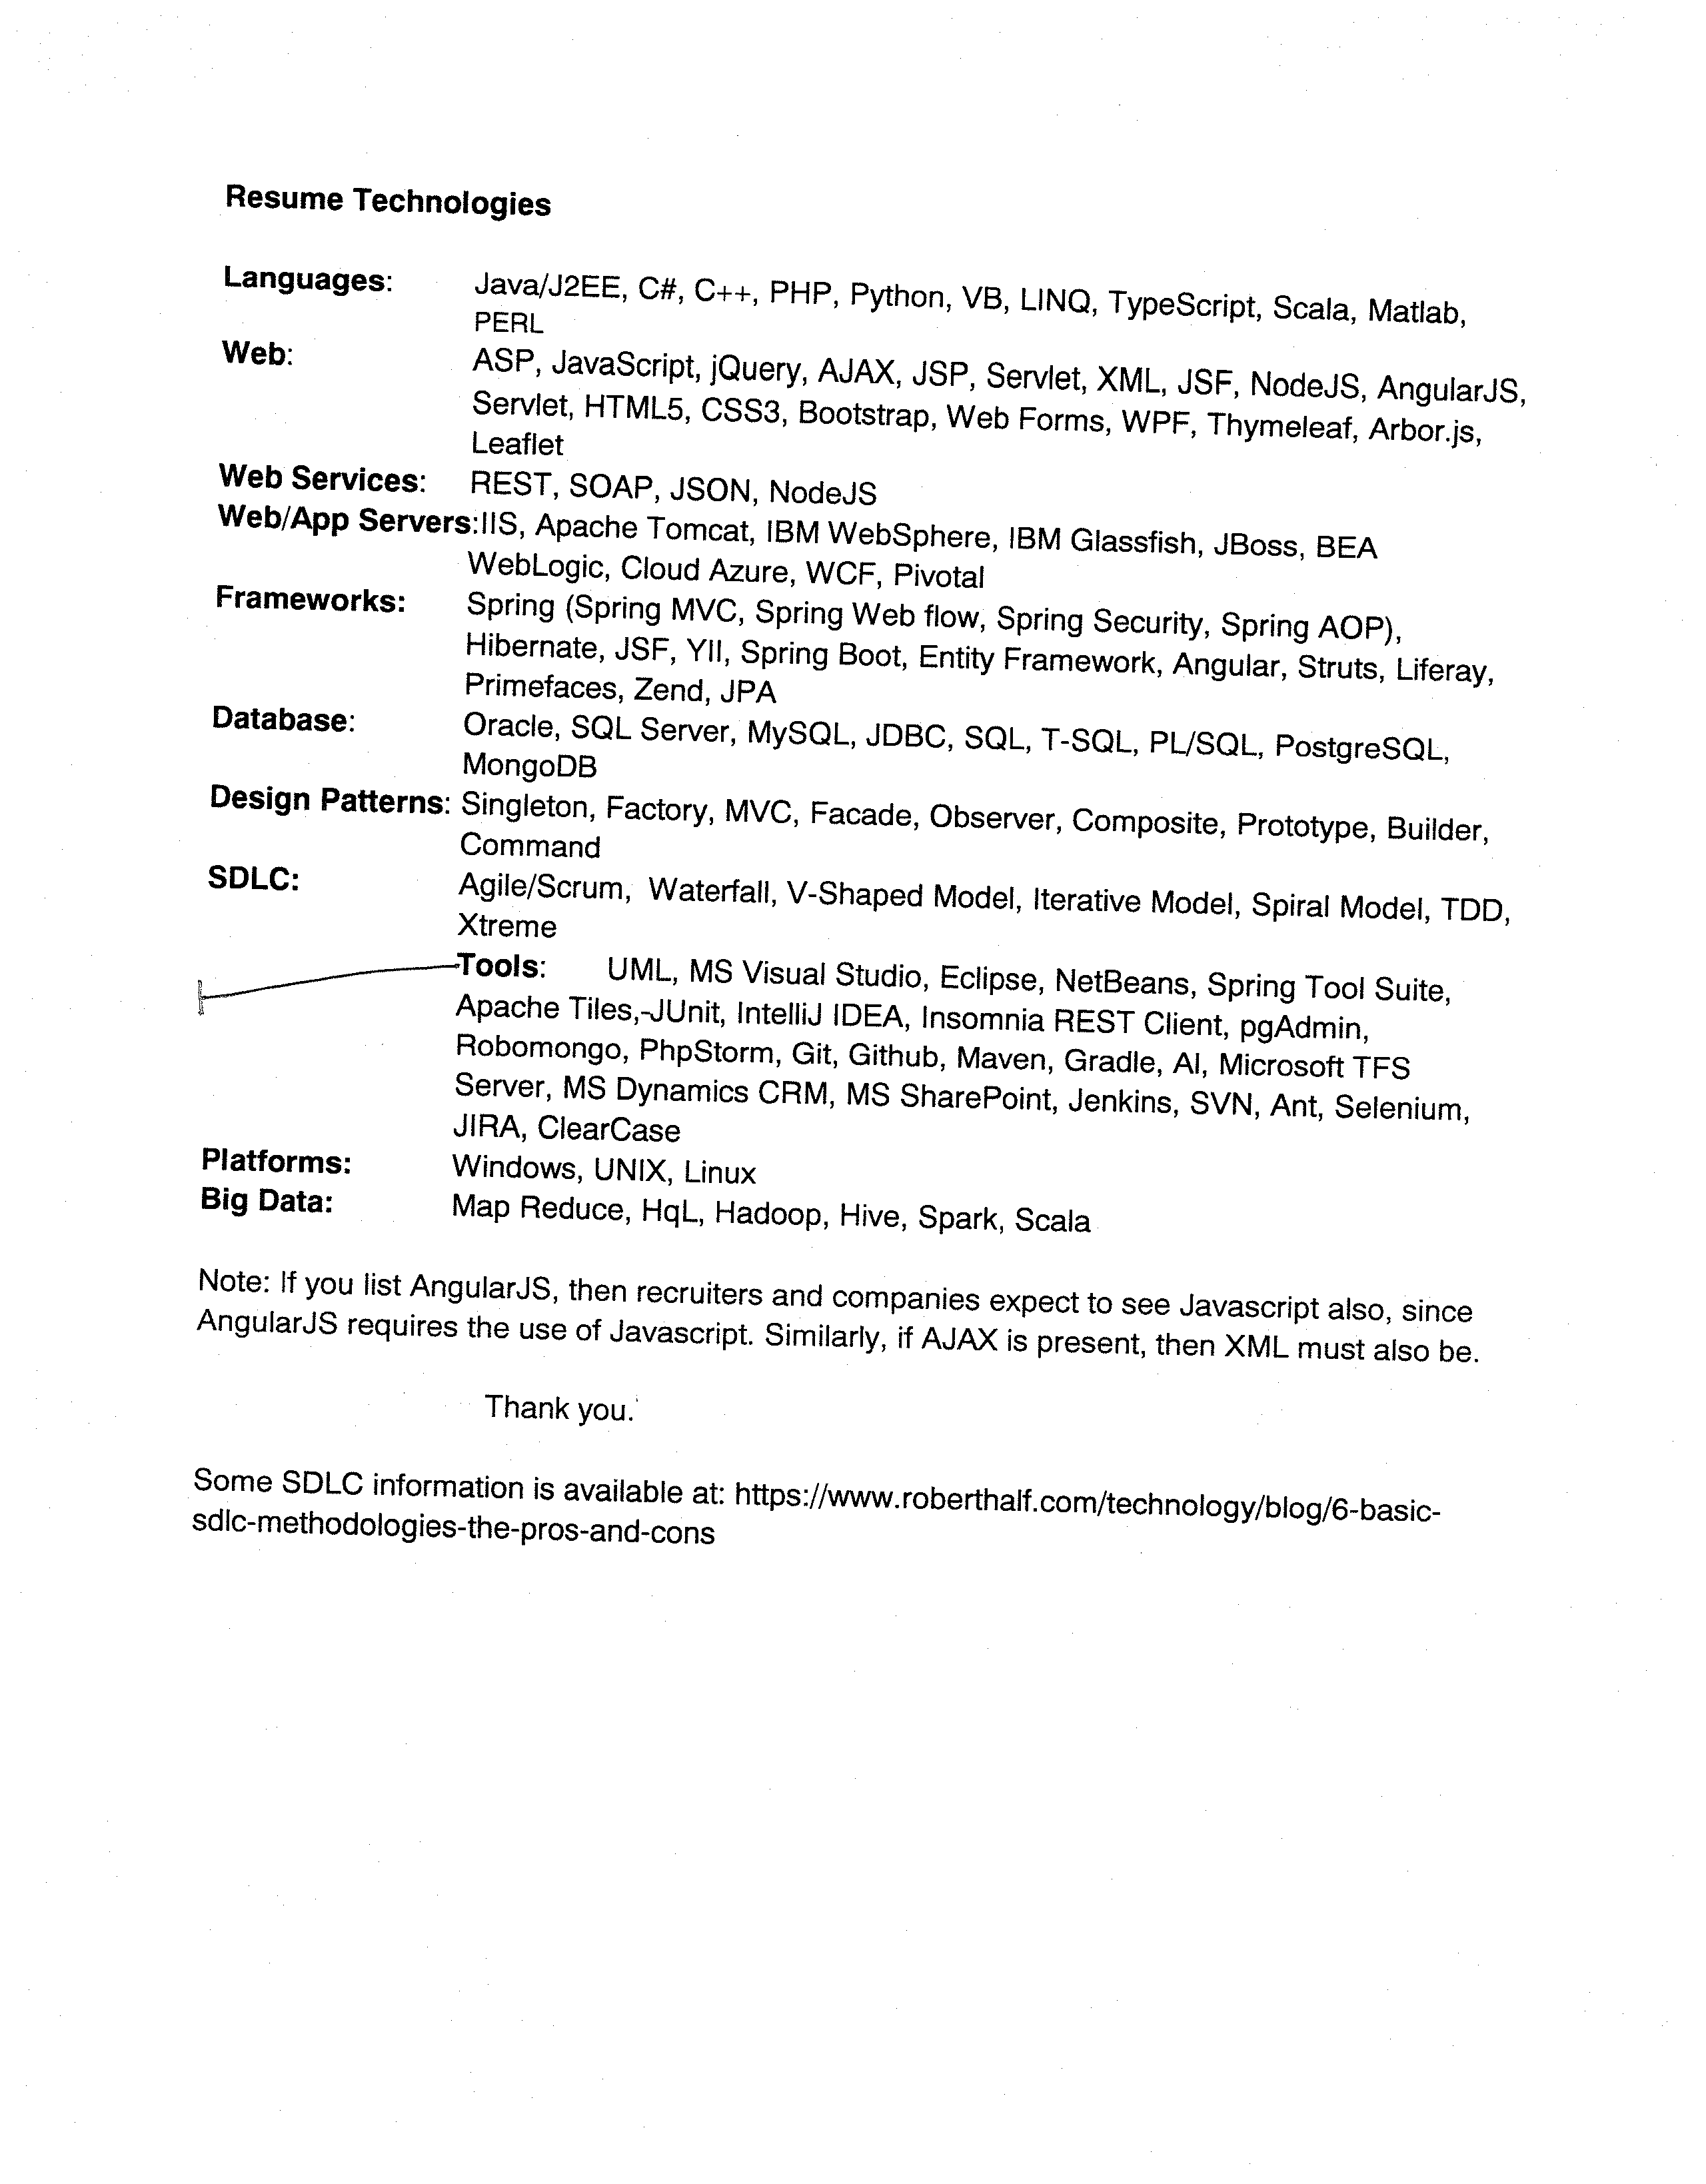 Resume Technologies
Languages: Java/J2EE, C#, C++, PHP, Python, VB, LINQ, TypeScript, Scala, Matlab,
PERL
Web: ASP, JavaScript, jQuery, AJAX, JSP, Servlet, XML, JSF, NodeJS, AngularJS,
Servlet, HTML5, CSS3, Bootstrap, Web Forms, WPF, Thymeleaf, Arbor.js,
Leaflet
Web Services: REST, SOAP, JSON, NodeJS
Web/App Servers:IIS, Apache Tomcat, IBM WebSphere, IBM Glassfish, JBoss, BEA
WebLogic, Cloud Azure, WCF, Pivotal
Frameworks: Spring (Spring MVC, Spring Web flow, Spring Security, Spring AOP),
Hibernate, JSF, YII, Spring Boot, Entity Framework, Angular, Struts, Liferay,
Primefaces, Zend, JPA
Database: Oracle, SQL Server, MySQL, JDBC, SQL, T-SQL, PL/SQL, PostgreSQL,
MongoDB
Design Patterns: Singleton, Factory, MVC, Facade, Observer, Composite, Prototype, Builder,
Command
SDLC: Agile/Scrum, Waterfall, V-Shaped Model, Iterative Model, Spiral Model, TDD,
Xtreme
Tools: UML, MS Visual Studio, Eclipse, NetBeans, Spring Tool Suite,
Apache Tiles,-JUnit, IntelliJ IDEA, Insomnia REST Client, pgAdmin,
Robomongo, PhpStorm, Git, Github, Maven, Gradle, AI, Microsoft TFS
Server, MS Dynamics CRM, MS SharePoint, Jenkins, SVN, Ant, Selenium,
JIRA, ClearCase
Platforms: Windows, UNIX, Linux
Big Data: Map Reduce, HqL, Hadoop, Hive, Spark, Scala
Note: If you list AngularJS, then recruiters and companies expect to see Javascript also, since
AngularJS requires the use of Javascript. Similarly, if AJAX is present, then XML must also be.
Thank you.
Some SDLC information is available at: https://www.roberthalf.com/technology/blog/6-basic-
sdlc-methodologies-the-pros-and-cons